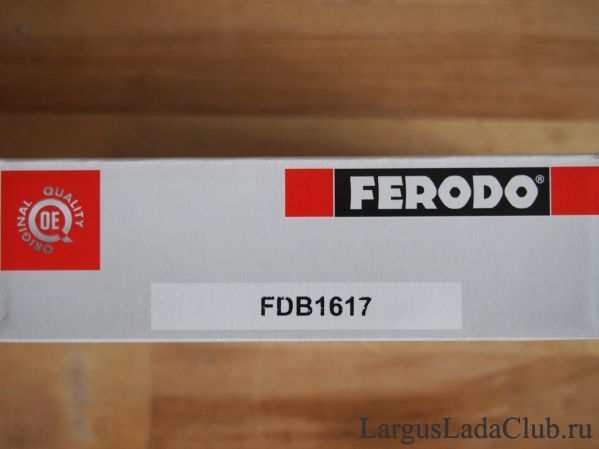 ORIGINAL QUALITY
OE
FERODO®
FDB1617
LargusLadaClub.ru